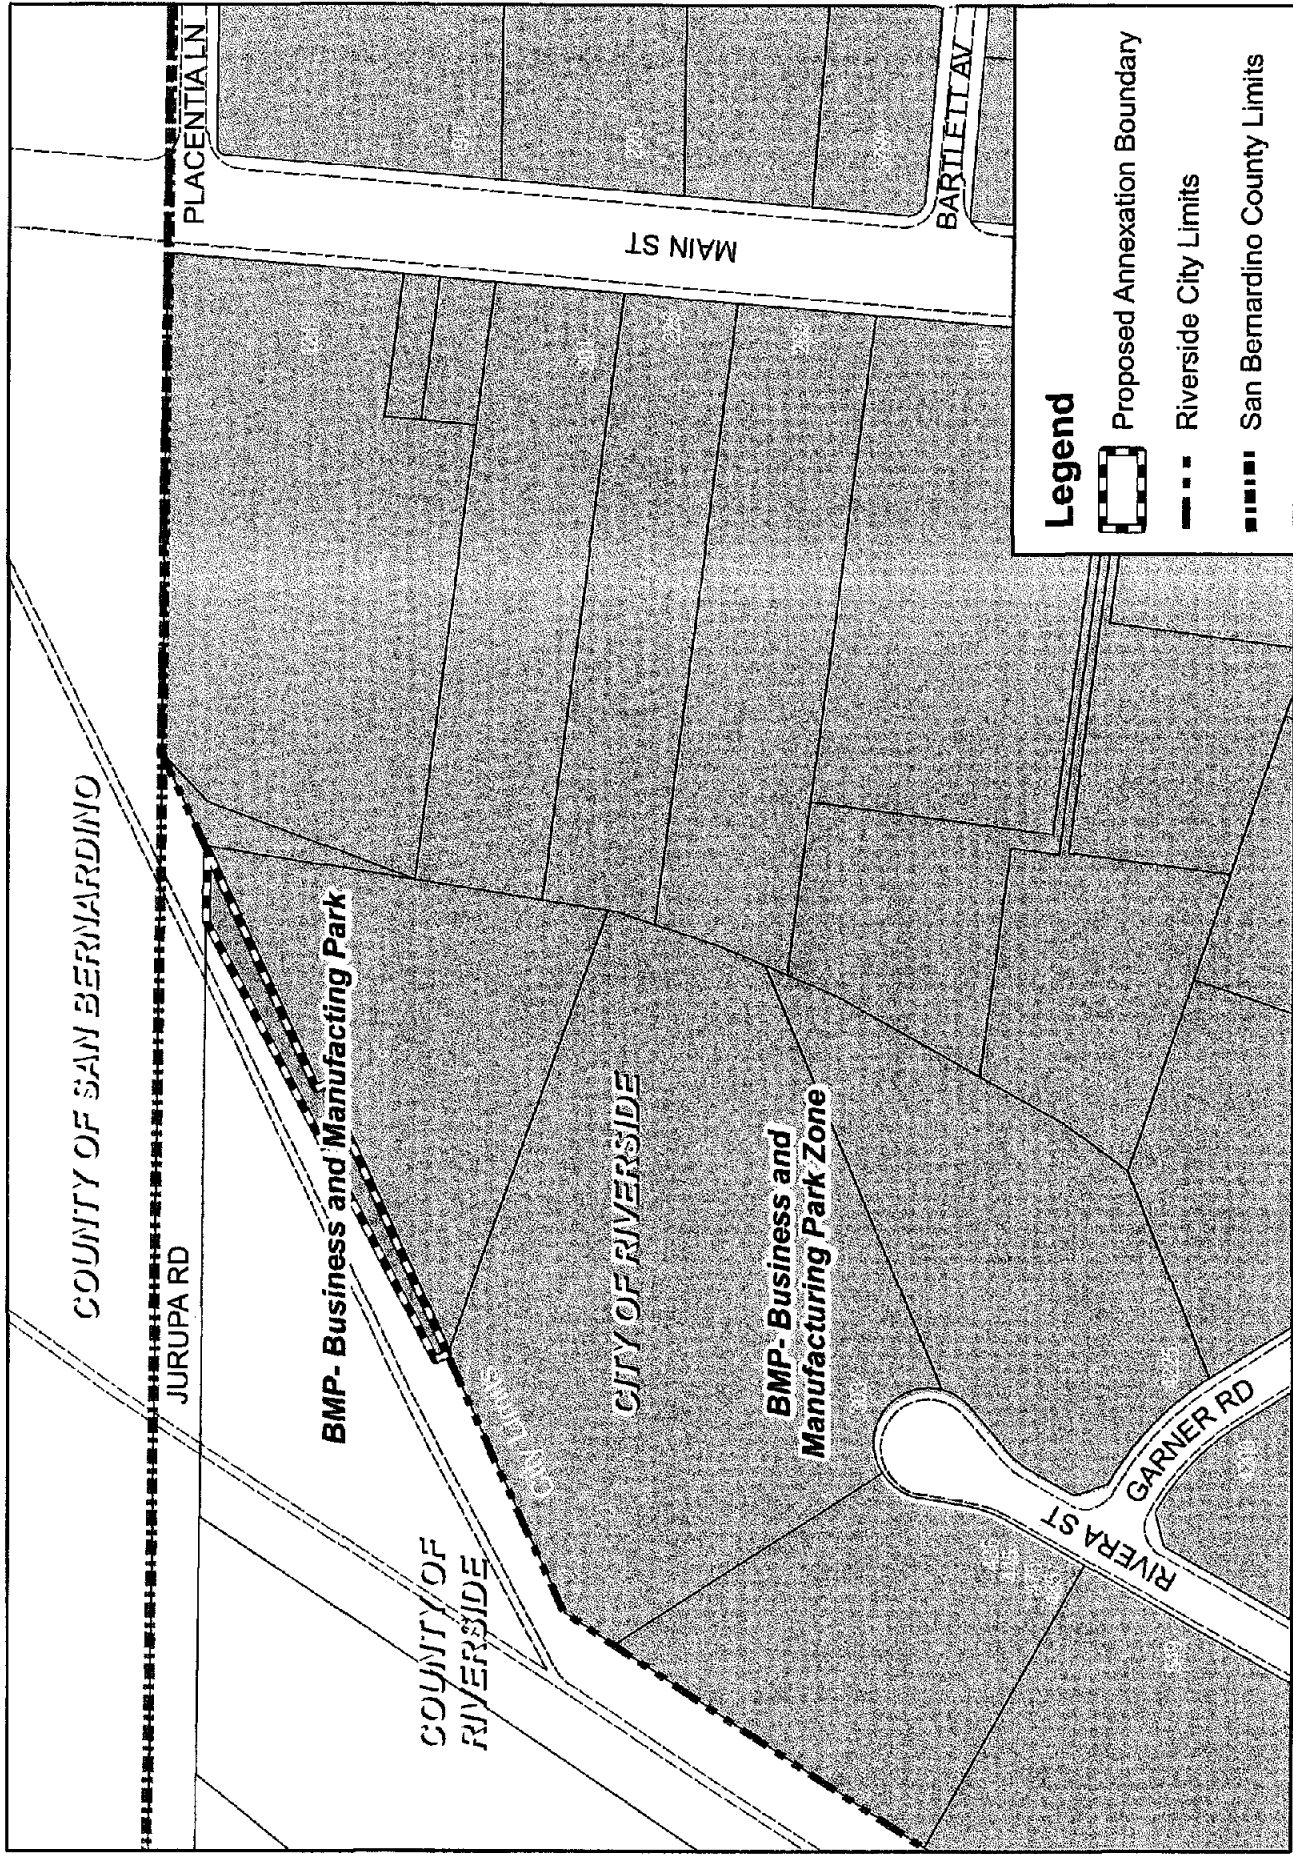 COUNTY OF SAN BERNARDINO
JURUPA RD
PLACENTIA LN
BMP- Business and Manufacting Park
MAIN ST
BARTLETT AV
COUNTY OF
RIVERSIDE
City Limits
CITY OF RIVERSIDE
BMP- Business and
Manufacturing Park Zone
RIVERA ST
GARNER RD
Legend
Proposed Annexation Boundary
Riverside City Limits
San Bernardino County Limits